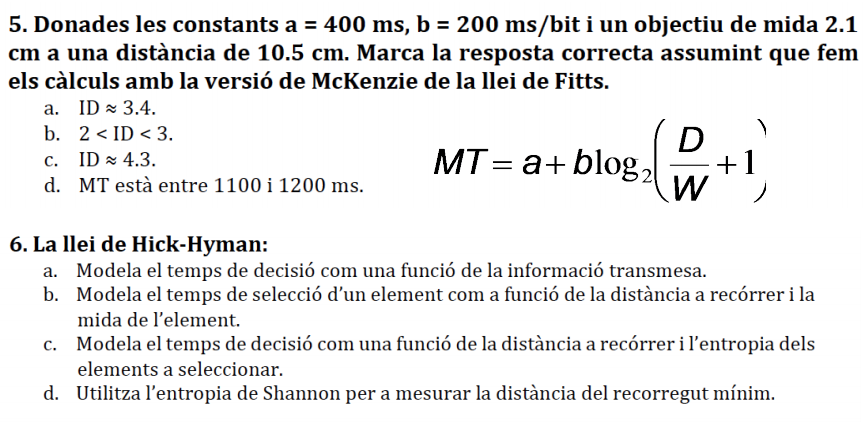 5. Donades les constants a = 400 ms, b = 200 ms/bit i un objectiu de mida 2.1
cm a una distància de 10.5 cm. Marca la resposta correcta assumint que fem
els càlculs amb la versió de McKenzie de la llei de Fitts.
a. ID ≈ 3.4.
b. 2 < ID < 3.
c. ID ≈ 4.3.
d. MT està entre 1100 i 1200 ms.
MT = a + b log₂(D/W + 1)
6. La llei de Hick-Hyman:
a. Modela el temps de decisió com una funció de la informació transmesa.
b. Modela el temps de selecció d’un element com a funció de la distància a recórrer i la
mida de l’element.
c. Modela el temps de decisió com una funció de la distància a recórrer i l’entropia dels
elements a seleccionar.
d. Utilitza l’entropia de Shannon per a mesurar la distància del recorregut mínim.